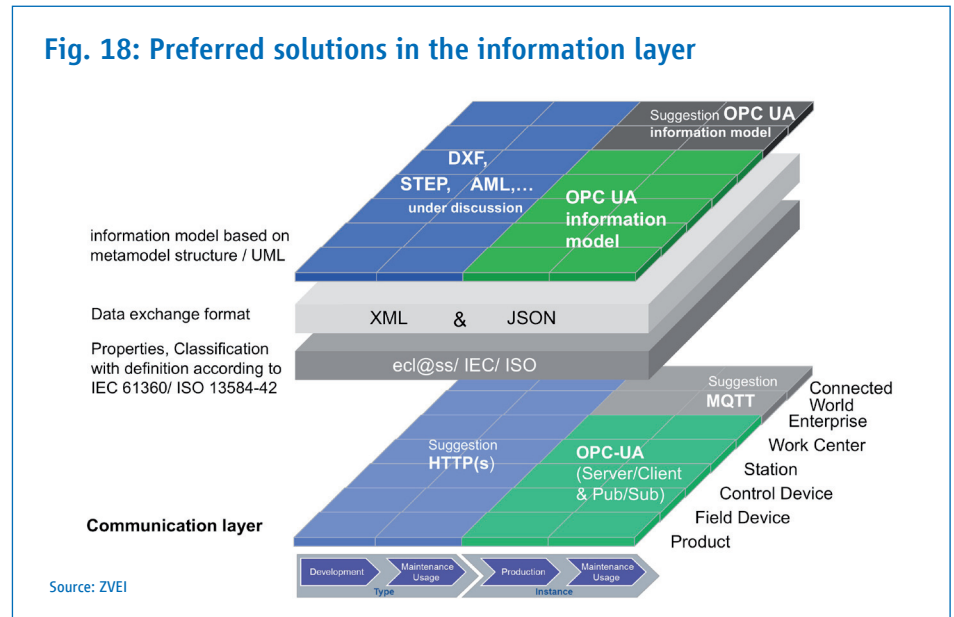 Fig. 18: Preferred solutions in the information layer
Suggestion OPC UA
information model
DXF,
STEP, AML,...
under discussion
OPC UA
information
model
information model based on
metamodel structure / UML
Data exchange format
XML & JSON
Properties, Classification
with definition according to
IEC 61360/ ISO 13584-42
ecl@ss/ IEC/ ISO
Suggestion
MQTT
Suggestion
HTTP(s)
OPC-UA
(Server/Client
& Pub/Sub)
Connected
World
Enterprise
Work Center
Station
Control Device
Field Device
Product
Communication layer
Development
Maintenance
Usage
Production
Maintenance
Usage
Type
Instance
Source: ZVEI